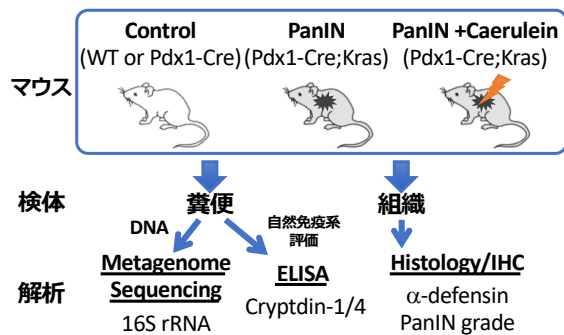 Control
(WT or Pdx1-Cre)
PanIN
(Pdx1-Cre;Kras)
PanIN +Caerulein
(Pdx1-Cre;Kras)
マウス
検体
糞便
組織
DNA
自然免疫系
評価
解析
Metagenome
Sequencing
16S rRNA
ELISA
Cryptdin-1/4
Histology/IHC
α-defensin
PanIN grade